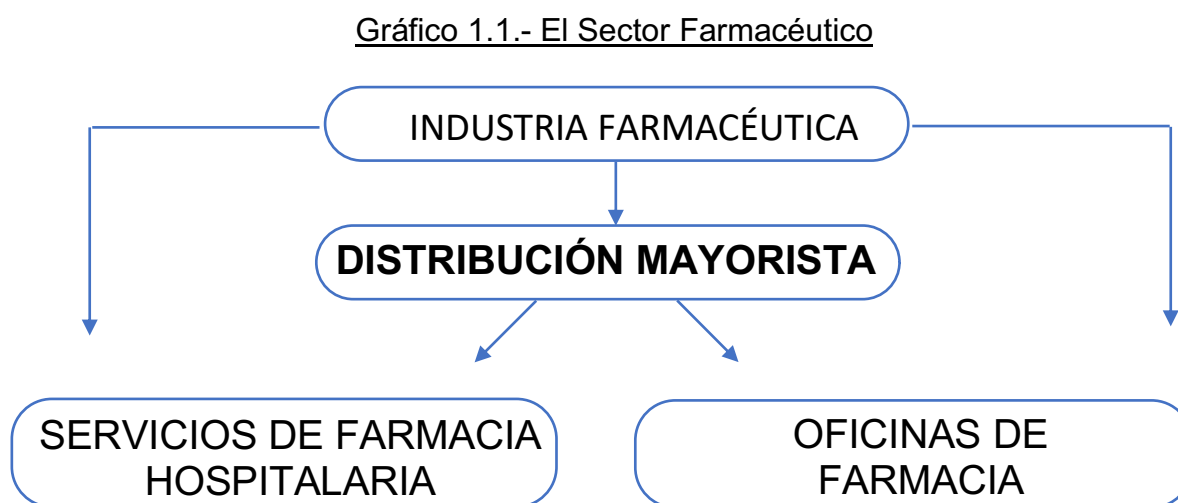 Gráfico 1.1.- El Sector Farmacéutico
INDUSTRIA FARMACÉUTICA
DISTRIBUCIÓN MAYORISTA
SERVICIOS DE FARMACIA
HOSPITALARIA
OFICINAS DE
FARMACIA